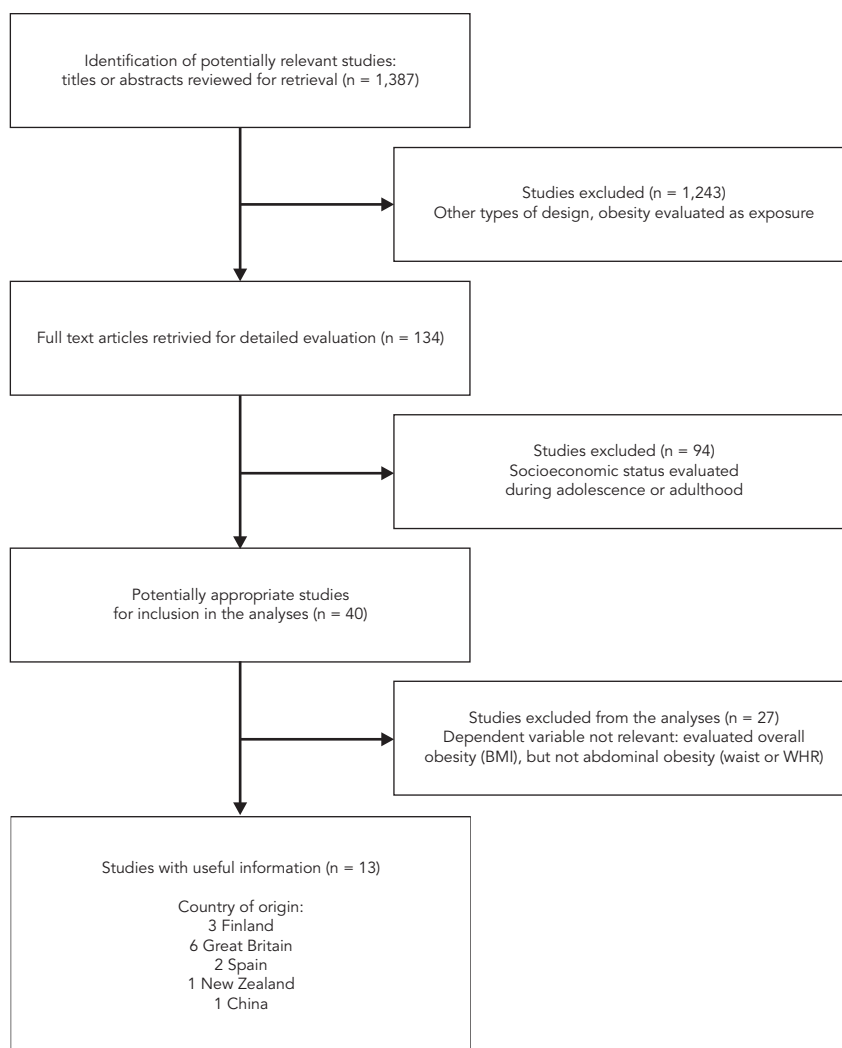 Identification of potentially relevant studies:
titles or abstracts reviewed for retrieval (n = 1,387)
Studies excluded (n = 1,243)
Other types of design, obesity evaluated as exposure
Full text articles retrivied for detailed evaluation (n = 134)
Studies excluded (n = 94)
Socioeconomic status evaluated
during adolescence or adulthood
Potentially appropriate studies
for inclusion in the analyses (n = 40)
Studies excluded from the analyses (n = 27)
Dependent variable not relevant: evaluated overall
obesity (BMI), but not abdominal obesity (waist or WHR)
Studies with useful information (n = 13)
Country of origin:
3 Finland
6 Great Britain
2 Spain
1 New Zealand
1 China